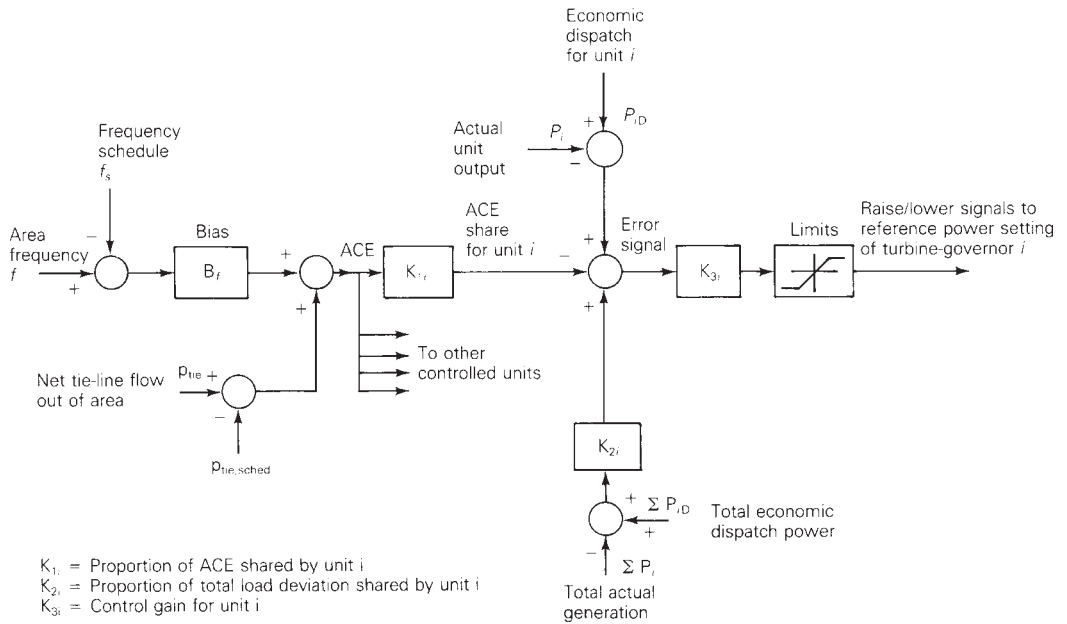 Economic
dispatch
for unit i
P_iD
+
Actual
unit
output
P_i
−
Frequency
schedule
f_s
−
Area
frequency
f
+
Bias
B_f
+
+
ACE
K_1i
ACE
share
for unit i
−
+
+
Error
signal
K_3i
Limits
Raise/lower signals to
reference power setting
of turbine-governor i
To other
controlled units
Net tie-line flow
out of area
p_tie +
−
p_tie,sched
K_2i
+ Σ P_iD
+
Total economic
dispatch power
−
Σ P_i
Total actual
generation
K_1i = Proportion of ACE shared by unit i
K_2i = Proportion of total load deviation shared by unit i
K_3i = Control gain for unit i